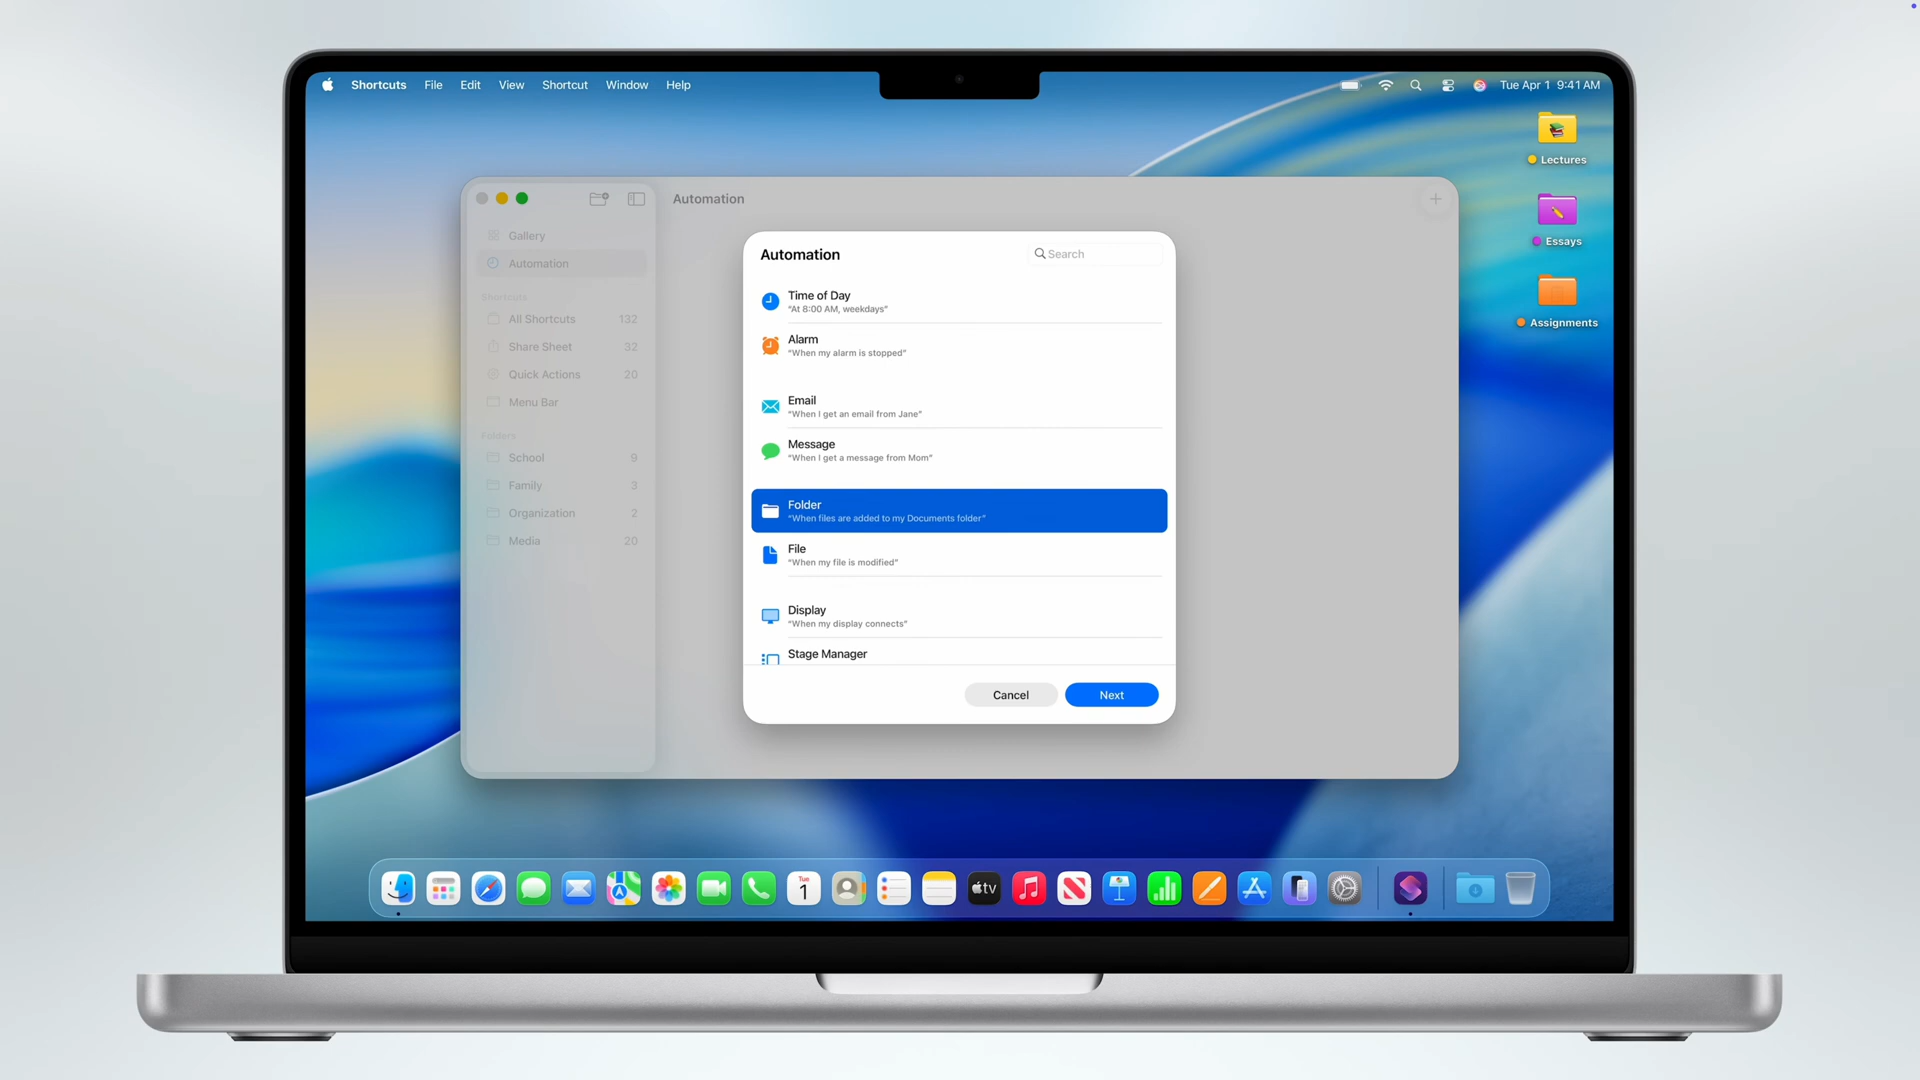 Shortcuts File Edit View Shortcut Window Help
Tue Apr 1 9:41 AM
Lectures
Essays
Assignments
Automation
Gallery
Automation
Shortcuts
All Shortcuts 132
Share Sheet 32
Quick Actions 20
Menu Bar
Folders
School 9
Family 3
Organization 2
Media 20
Automation
Search
Time of Day
"At 8:00 AM, weekdays"
Alarm
"When my alarm is stopped"
Email
"When I get an email from Jane"
Message
"When I get a message from Mom"
Folder
"When files are added to my Documents folder"
File
"When my file is modified"
Display
"When my display connects"
Stage Manager
Cancel
Next
Tue
1
tv